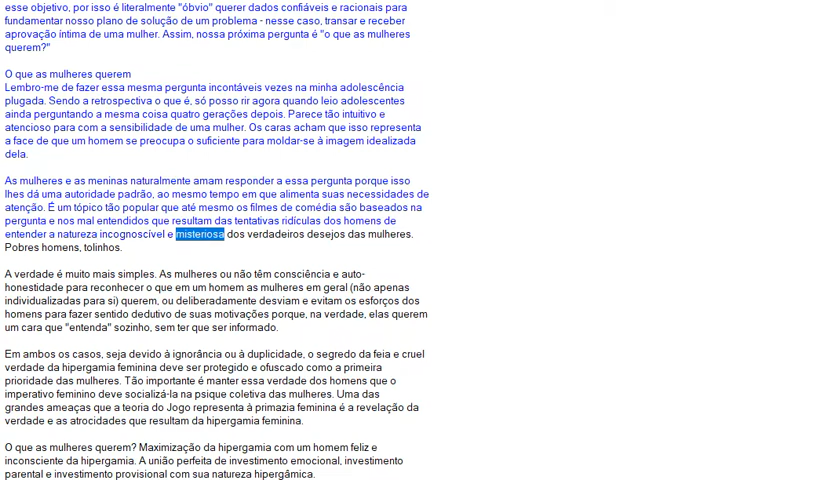 esse objetivo, por isso é literalmente "óbvio" querer dados confiáveis e racionais para
fundamentar nosso plano de solução de um problema - nesse caso, transar e receber
aprovação íntima de uma mulher. Assim, nossa próxima pergunta é "o que as mulheres
querem?"
O que as mulheres querem
Lembro-me de fazer essa mesma pergunta incontáveis vezes na minha adolescência
plugada. Sendo a retrospectiva o que é, só posso rir agora quando leio adolescentes
ainda perguntando a mesma coisa quatro gerações depois. Parece tão intuitivo e
atencioso para com a sensibilidade de uma mulher. Os caras acham que isso representa
a face de que um homem se preocupa o suficiente para moldar-se à imagem idealizada
dela.
As mulheres e as meninas naturalmente amam responder a essa pergunta porque isso
lhes dá uma autoridade padrão, ao mesmo tempo em que alimenta suas necessidades de
atenção. É um tópico tão popular que até mesmo os filmes de comédia são baseados na
pergunta e nos mal entendidos que resultam das tentativas ridículas dos homens de
entender a natureza incognoscível e misteriosa dos verdadeiros desejos das mulheres.
Pobres homens, tolinhos.
A verdade é muito mais simples. As mulheres ou não têm consciência e auto-
honestidade para reconhecer o que em um homem as mulheres em geral (não apenas
individualizadas para si) querem, ou deliberadamente desviam e evitam os esforços dos
homens para fazer sentido dedutivo de suas motivações porque, na verdade, elas querem
um cara que "entenda" sozinho, sem ter que ser informado.
Em ambos os casos, seja devido à ignorância ou à duplicidade, o segredo da feia e cruel
verdade da hipergamia feminina deve ser protegido e ofuscado como a primeira
prioridade das mulheres. Tão importante é manter essa verdade dos homens que o
imperativo feminino deve socializá-la na psique coletiva das mulheres. Uma das
grandes ameaças que a teoria do Jogo representa à primazia feminina é a revelação da
verdade e as atrocidades que resultam da hipergamia feminina.
O que as mulheres querem? Maximização da hipergamia com um homem feliz e
inconsciente da hipergamia. A união perfeita de investimento emocional, investimento
parental e investimento provisional com sua natureza hipergâmica.